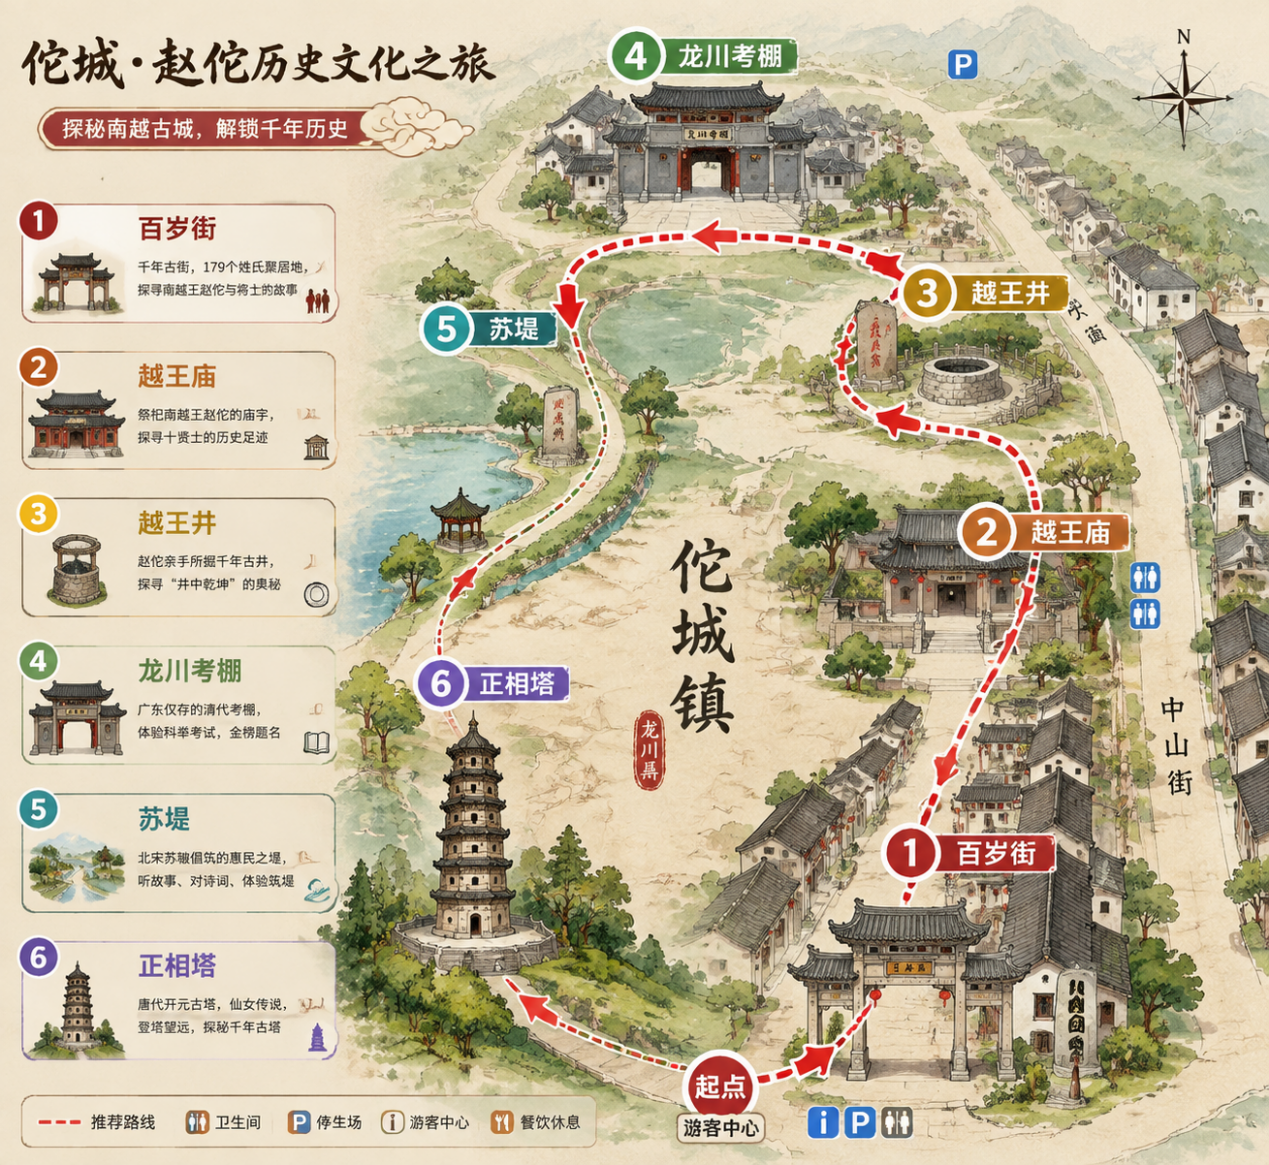 佗城·赵佗历史文化之旅
探秘南越古城，解锁千年历史
1
百岁街
千年古街，179个姓氏聚居地，
探寻南越王赵佗与将士的故事
2
越王庙
祭祀南越王赵佗的庙宇，
探寻十贤士的历史足迹
3
越王井
赵佗亲手所掘千年古井，
探寻“井中乾坤”的奥秘
4
龙川考棚
广东仅存的清代考棚，
体验科举考试，金榜题名
5
苏堤
北宋苏辙倡筑的惠民之堤，
听故事、对诗词、体验筑堤
6
正相塔
唐代开元古塔，仙女传说，
登塔望远，探秘千年古塔
推荐路线
卫生间
P 停生场
i 游客中心
餐饮休息
N
P
4 龙川考棚
3 越王井
5 苏堤
2 越王庙
6 正相塔
1 百岁街
佗城镇
龙川县
中山街
起点
游客中心
i P